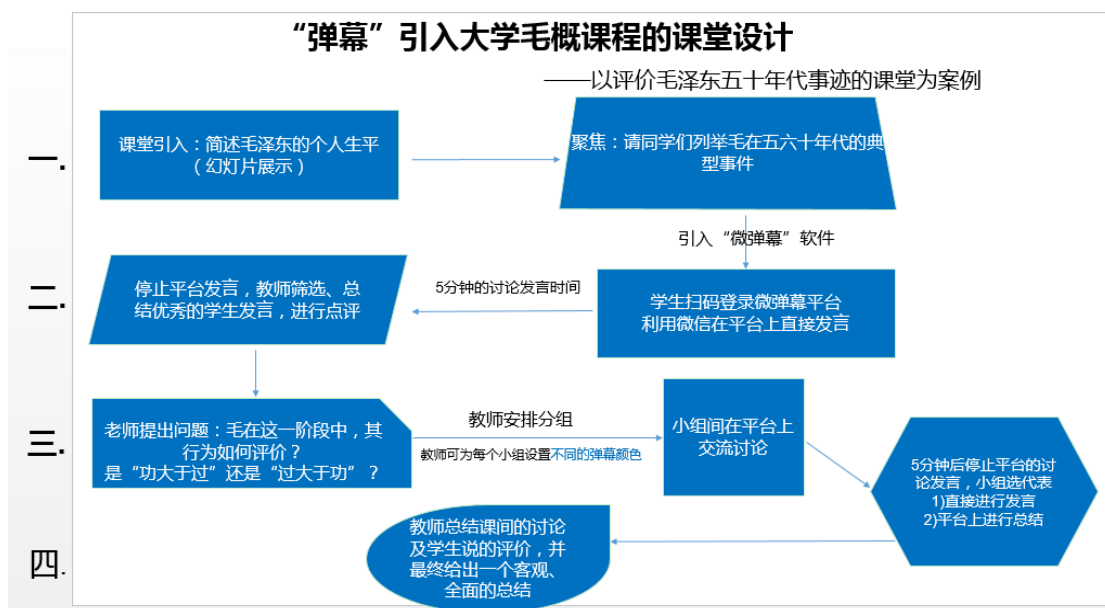 “弹幕”引入大学毛概课程的课堂设计
——以评价毛泽东五十年代事迹的课堂为案例
一.
课堂引入：简述毛泽东的个人生平
（幻灯片展示）
聚焦：请同学们列举毛在五六十年代的典
型事件
引入“微弹幕”软件
二.
停止平台发言，教师筛选、总
结优秀的学生发言，进行点评
5分钟的讨论发言时间
学生扫码登录微弹幕平台
利用微信在平台上直接发言
三.
老师提出问题：毛在这一阶段中，其
行为如何评价？
是“功大于过”还是“过大于功”？
教师安排分组
教师可为每个小组设置不同的弹幕颜色
小组间在平台上
交流讨论
5分钟后停止平台的讨
论发言，小组选代表
1)直接进行发言
2)平台上进行总结
四.
教师总结课间的讨论
及学生说的评价，并
最终给出一个客观、
全面的总结